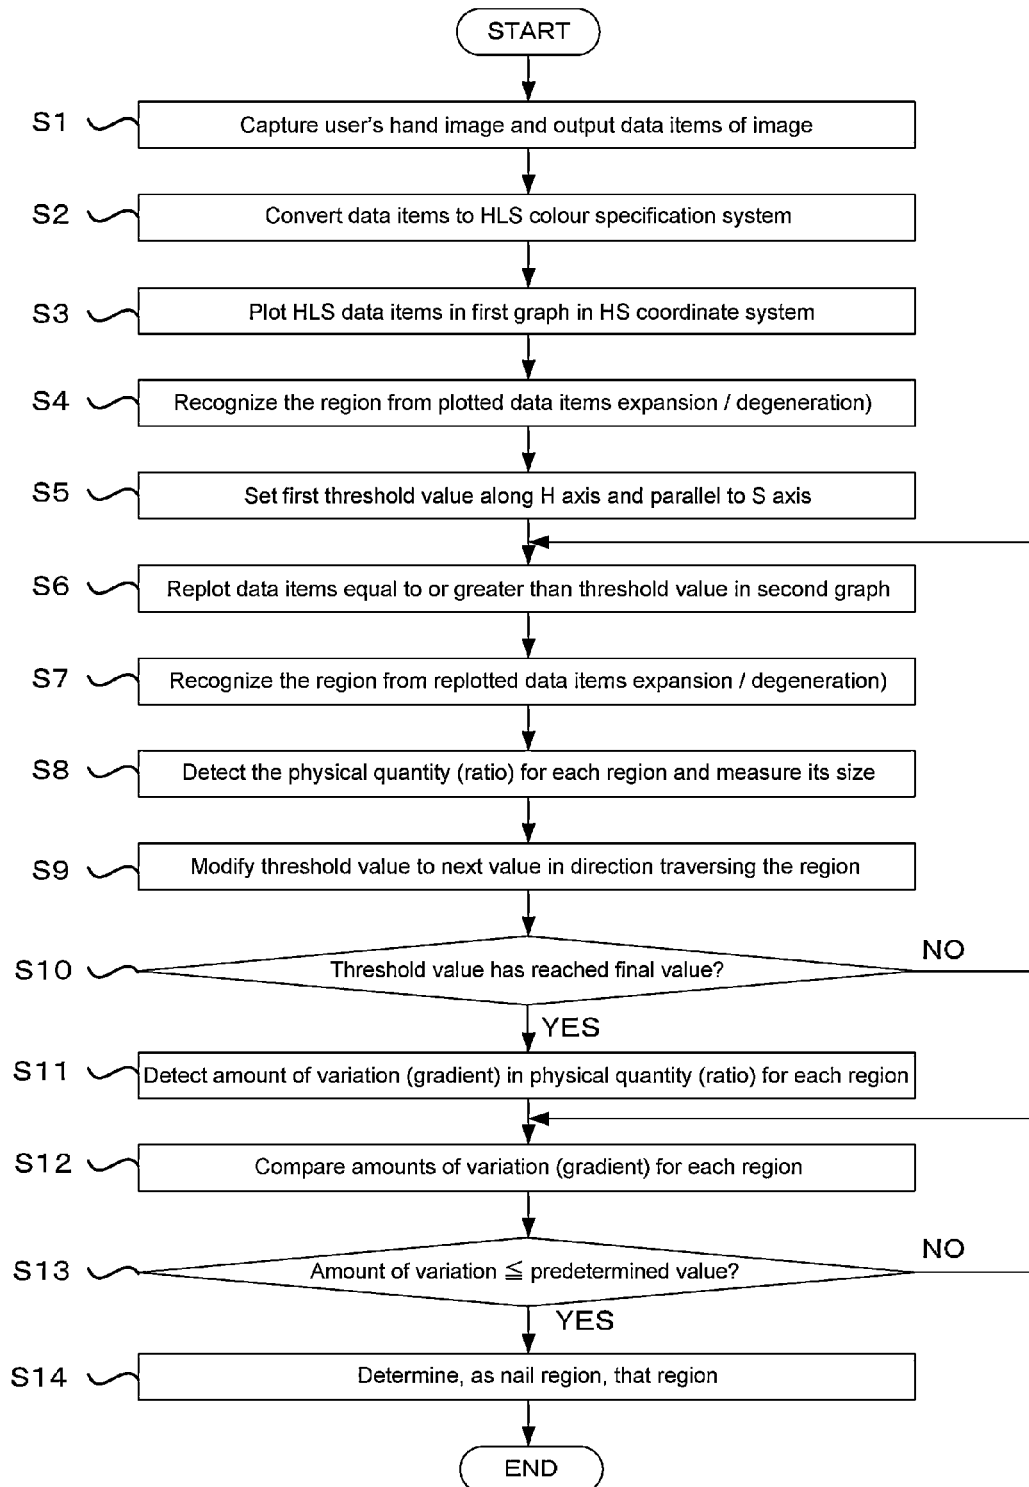 START
S1 Capture user's hand image and output data items of image
S2 Convert data items to HLS colour specification system
S3 Plot HLS data items in first graph in HS coordinate system
S4 Recognize the region from plotted data items expansion / degeneration)
S5 Set first threshold value along H axis and parallel to S axis
S6 Replot data items equal to or greater than threshold value in second graph
S7 Recognize the region from replotted data items expansion / degeneration)
S8 Detect the physical quantity (ratio) for each region and measure its size
S9 Modify threshold value to next value in direction traversing the region
S10 Threshold value has reached final value? NO
YES
S11 Detect amount of variation (gradient) in physical quantity (ratio) for each region
S12 Compare amounts of variation (gradient) for each region
S13 Amount of variation ≦ predetermined value? NO
YES
S14 Determine, as nail region, that region
END